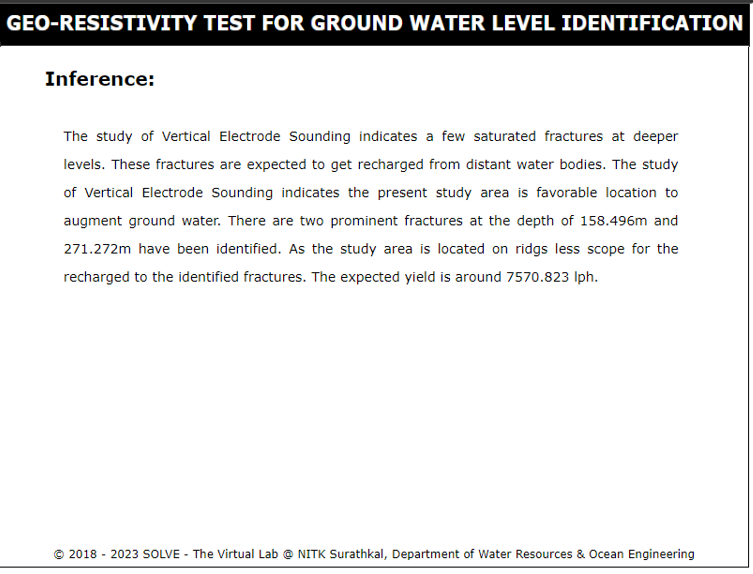 GEO-RESISTIVITY TEST FOR GROUND WATER LEVEL IDENTIFICATION
Inference:
The study of Vertical Electrode Sounding indicates a few saturated fractures at deeper
levels. These fractures are expected to get recharged from distant water bodies. The study
of Vertical Electrode Sounding indicates the present study area is favorable location to
augment ground water. There are two prominent fractures at the depth of 158.496m and
271.272m have been identified. As the study area is located on ridgs less scope for the
recharged to the identified fractures. The expected yield is around 7570.823 lph.
© 2018 - 2023 SOLVE - The Virtual Lab @ NITK Surathkal, Department of Water Resources & Ocean Engineering